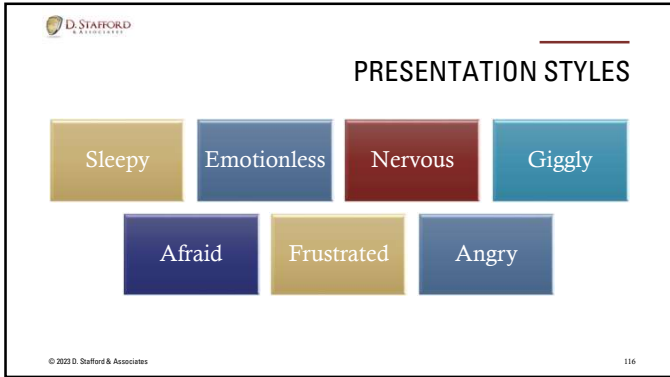 D. STAFFORD
& ASSOCIATES
PRESENTATION STYLES
Sleepy
Emotionless
Nervous
Giggly
Afraid
Frustrated
Angry
© 2023 D. Stafford & Associates
116